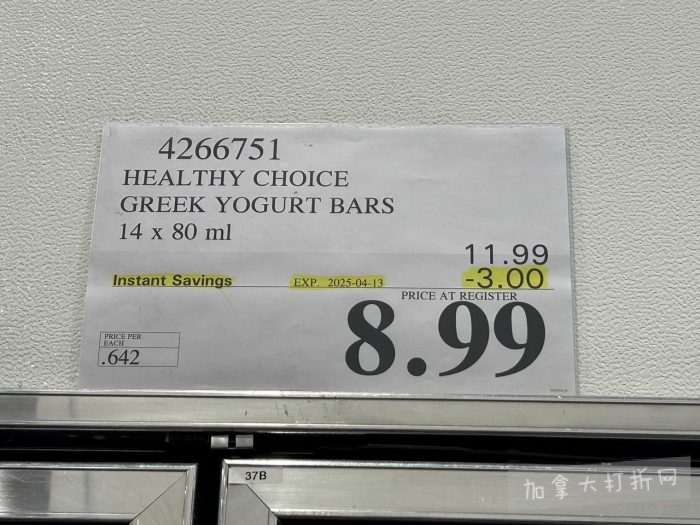 4266751
HEALTHY CHOICE
GREEK YOGURT BARS
14 x 80 ml
11.99
Instant Savings EXP. 2025-04-13 -3.00
PRICE AT REGISTER
8.99
PRICE PER
EACH
.642
37B
加拿大打折网